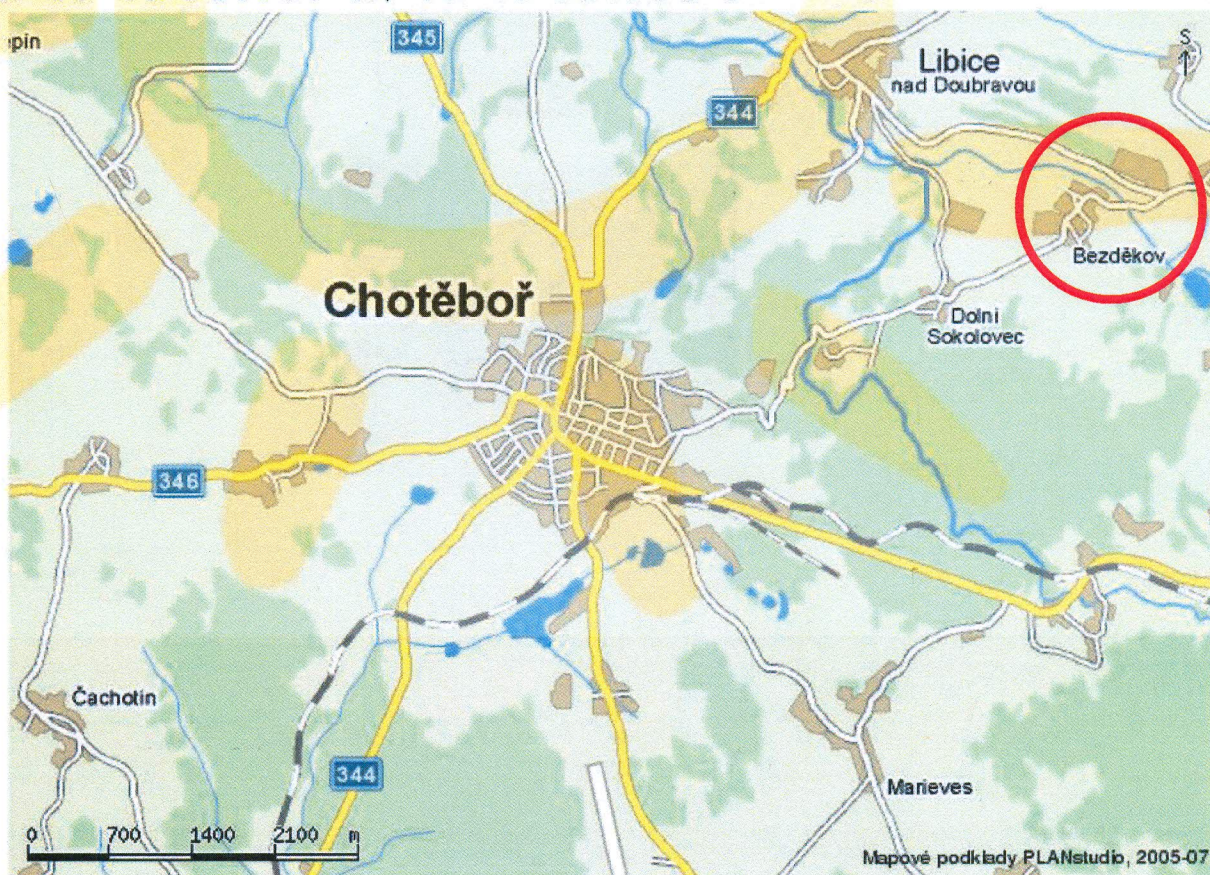 345
S
Libice
nad Doubravou
344
Bezděkov
Chotěboř
Dolní
Sokolovec
346
Čachotín
344
Marieves
0 700 1400 2100 m
Mapové podklady PLANstudio, 2005-07